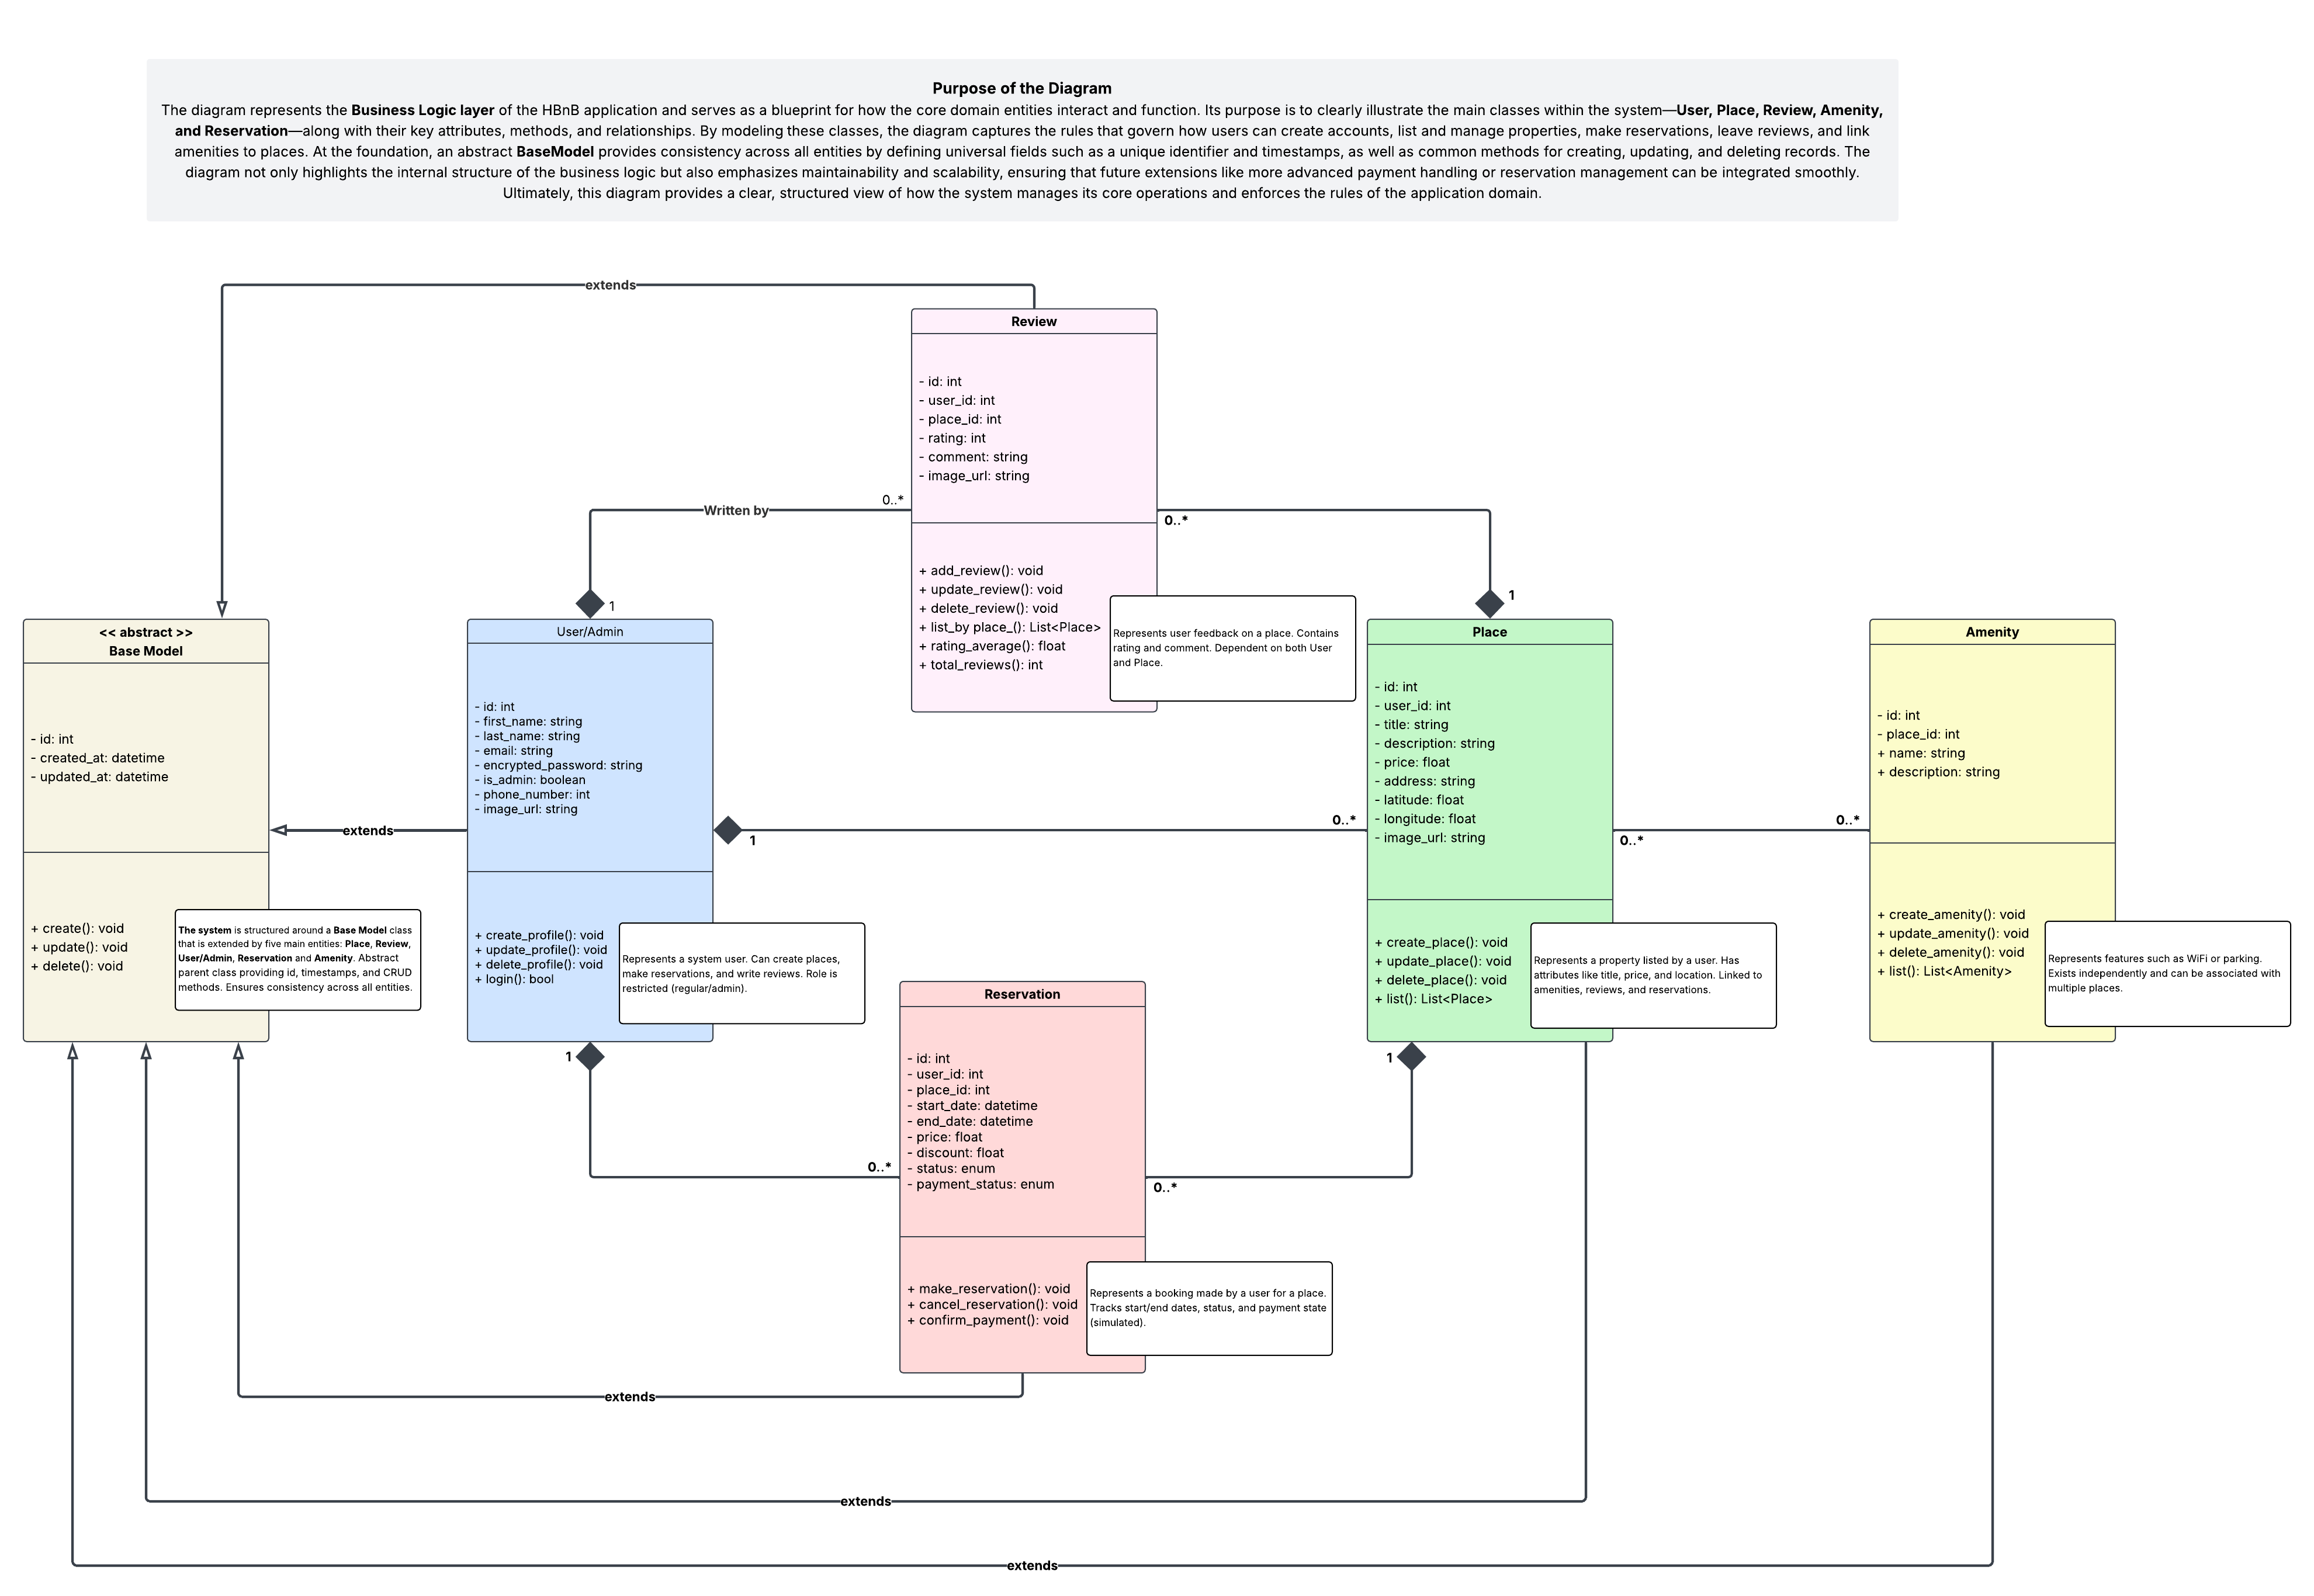 Purpose of the Diagram
The diagram represents the Business Logic layer of the HBnB application and serves as a blueprint for how the core domain entities interact and function. Its purpose is to clearly illustrate the main classes within the system—User, Place, Review, Amenity,
and Reservation—along with their key attributes, methods, and relationships. By modeling these classes, the diagram captures the rules that govern how users can create accounts, list and manage properties, make reservations, leave reviews, and link
amenities to places. At the foundation, an abstract BaseModel provides consistency across all entities by defining universal fields such as a unique identifier and timestamps, as well as common methods for creating, updating, and deleting records. The
diagram not only highlights the internal structure of the business logic but also emphasizes maintainability and scalability, ensuring that future extensions like more advanced payment handling or reservation management can be integrated smoothly.
Ultimately, this diagram provides a clear, structured view of how the system manages its core operations and enforces the rules of the application domain.
extends
Review
- id: int
- user_id: int
- place_id: int
- rating: int
- comment: string
- image_url: string
0..*
Written by
0..*
+ add_review(): void
+ update_review(): void
+ delete_review(): void
+ list_by place_(): List<Place>
+ rating_average(): float
+ total_reviews(): int
Represents user feedback on a place. Contains
rating and comment. Dependent on both User
and Place.
1
1
<< abstract >>
Base Model
- id: int
- created_at: datetime
- updated_at: datetime
+ create(): void
+ update(): void
+ delete(): void
The system is structured around a Base Model class
that is extended by five main entities: Place, Review,
User/Admin, Reservation and Amenity. Abstract
parent class providing id, timestamps, and CRUD
methods. Ensures consistency across all entities.
extends
User/Admin
- id: int
- first_name: string
- last_name: string
- email: string
- encrypted_password: string
- is_admin: boolean
- phone_number: int
- image_url: string
+ create_profile(): void
+ update_profile(): void
+ delete_profile(): void
+ login(): bool
Represents a system user. Can create places,
make reservations, and write reviews. Role is
restricted (regular/admin).
1
0..*
Place
- id: int
- user_id: int
- title: string
- description: string
- price: float
- address: string
- latitude: float
- longitude: float
- image_url: string
+ create_place(): void
+ update_place(): void
+ delete_place(): void
+ list(): List<Place>
Represents a property listed by a user. Has
attributes like title, price, and location. Linked to
amenities, reviews, and reservations.
0..*
0..*
Amenity
- id: int
- place_id: int
+ name: string
+ description: string
+ create_amenity(): void
+ update_amenity(): void
+ delete_amenity(): void
+ list(): List<Amenity>
Represents features such as WiFi or parking.
Exists independently and can be associated with
multiple places.
1
1
Reservation
- id: int
- user_id: int
- place_id: int
- start_date: datetime
- end_date: datetime
- price: float
- discount: float
- status: enum
- payment_status: enum
0..*
0..*
+ make_reservation(): void
+ cancel_reservation(): void
+ confirm_payment(): void
Represents a booking made by a user for a place.
Tracks start/end dates, status, and payment state
(simulated).
extends
extends
extends